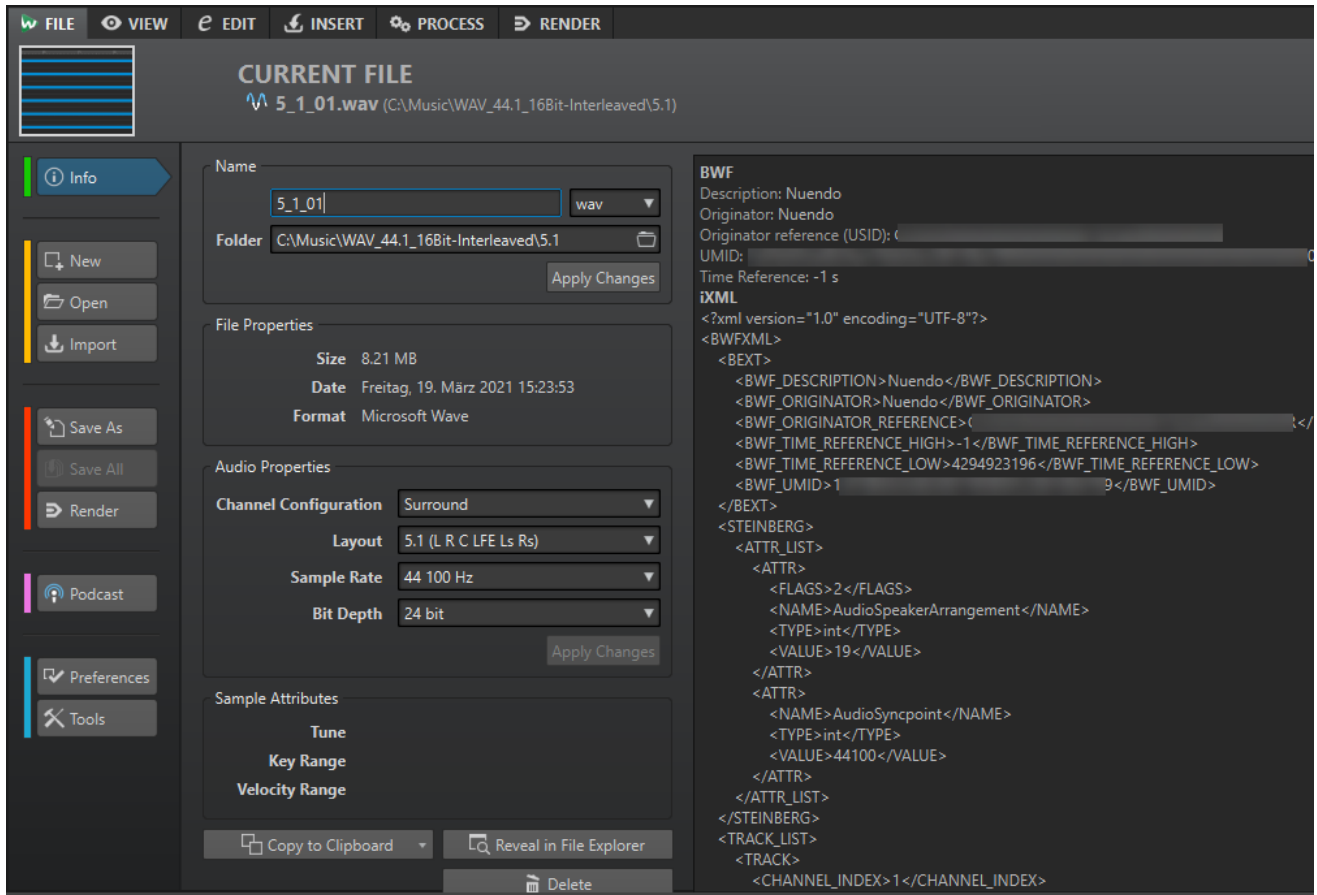 FILE VIEW e EDIT INSERT PROCESS RENDER
CURRENT FILE
5_1_01.wav (C:\Music\WAV_44.1_16Bit-Interleaved\5.1)
Info
New
Open
Import
Save As
Save All
Render
Podcast
Preferences
Tools
Name
5_1_01 wav
Folder C:\Music\WAV_44.1_16Bit-Interleaved\5.1
Apply Changes
File Properties
Size 8.21 MB
Date Freitag, 19. März 2021 15:23:53
Format Microsoft Wave
Audio Properties
Channel Configuration Surround
Layout 5.1 (L R C LFE Ls Rs)
Sample Rate 44 100 Hz
Bit Depth 24 bit
Apply Changes
Sample Attributes
Tune
Key Range
Velocity Range
Copy to Clipboard Reveal in File Explorer
Delete
BWF
Description: Nuendo
Originator: Nuendo
Originator reference (USID):
UMID:
Time Reference: -1 s
iXML
<?xml version="1.0" encoding="UTF-8"?>
<BWFXML>
<BEXT>
<BWF_DESCRIPTION>Nuendo</BWF_DESCRIPTION>
<BWF_ORIGINATOR>Nuendo</BWF_ORIGINATOR>
<BWF_ORIGINATOR_REFERENCE> </
<BWF_TIME_REFERENCE_HIGH>-1</BWF_TIME_REFERENCE_HIGH>
<BWF_TIME_REFERENCE_LOW>4294923196</BWF_TIME_REFERENCE_LOW>
<BWF_UMID>1 9</BWF_UMID>
</BEXT>
<STEINBERG>
<ATTR_LIST>
<ATTR>
<FLAGS>2</FLAGS>
<NAME>AudioSpeakerArrangement</NAME>
<TYPE>int</TYPE>
<VALUE>19</VALUE>
</ATTR>
<ATTR>
<NAME>AudioSyncpoint</NAME>
<TYPE>int</TYPE>
<VALUE>44100</VALUE>
</ATTR>
</ATTR_LIST>
</STEINBERG>
<TRACK_LIST>
<TRACK>
<CHANNEL_INDEX>1</CHANNEL_INDEX>